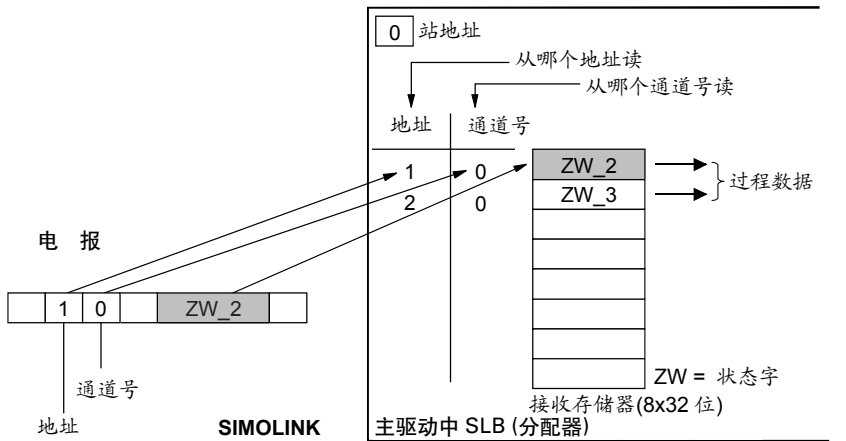 0 站地址
从哪个地址读
从哪个通道号读
地址 通道号
1 0 ZW_2
2 0 ZW_3
过程数据
电 报
1 0 ZW_2
通道号
地址
ZW = 状态字
接收存储器(8x32 位)
SIMOLINK
主驱动中 SLB (分配器)